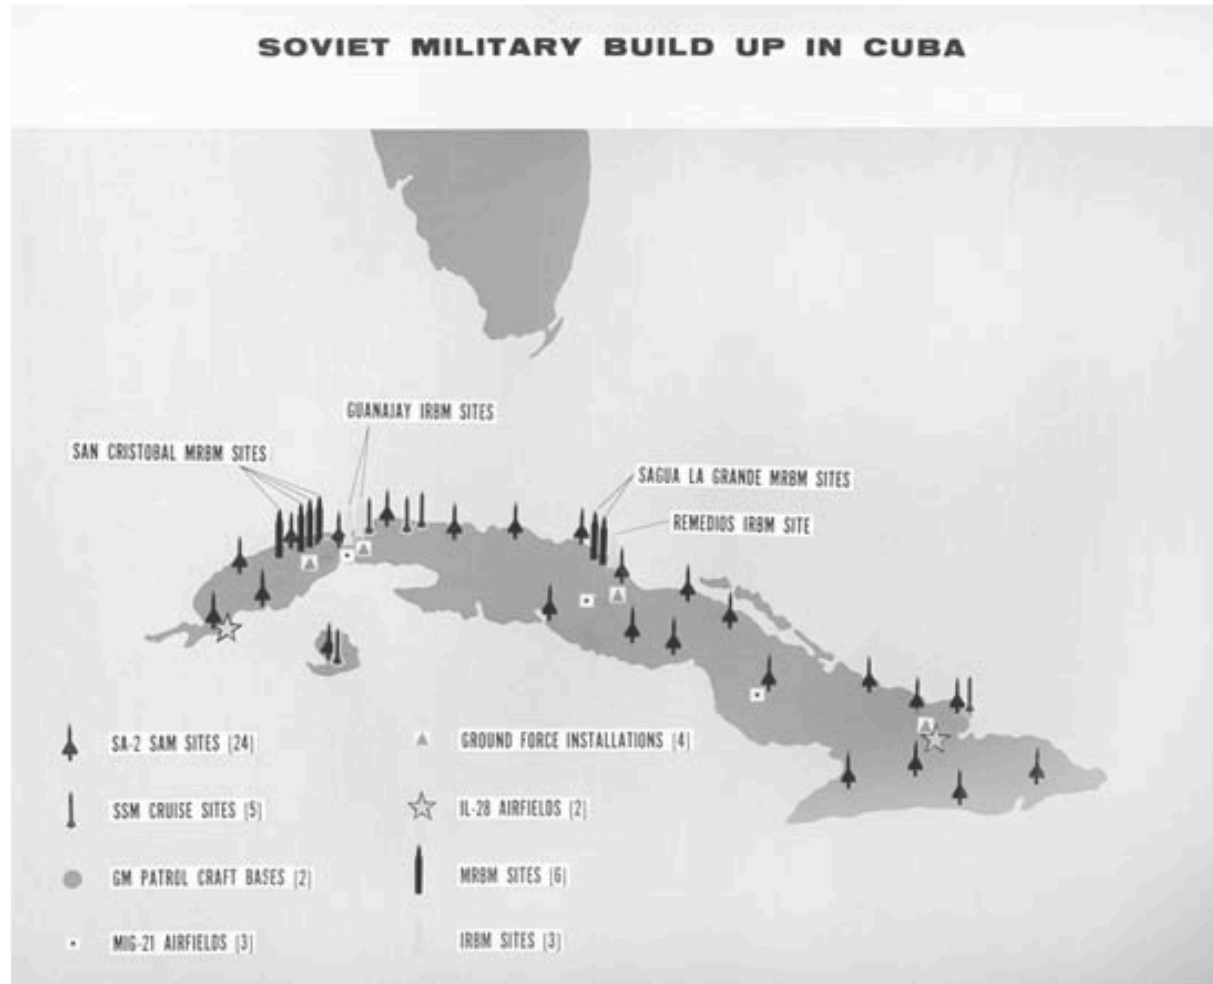 SOVIET MILITARY BUILD UP IN CUBA
GUANAJAY IRBM SITES
SAN CRISTOBAL MRBM SITES
SAGUA LA GRANDE MRBM SITES
REMEDIOS IRBM SITE
SA-2 SAM SITES (24)
SSM CRUISE SITES (5)
GM PATROL CRAFT BASES (2)
MIG-21 AIRFIELDS (3)
GROUND FORCE INSTALLATIONS (4)
IL-28 AIRFIELDS (2)
MRBM SITES (6)
IRBM SITES (3)